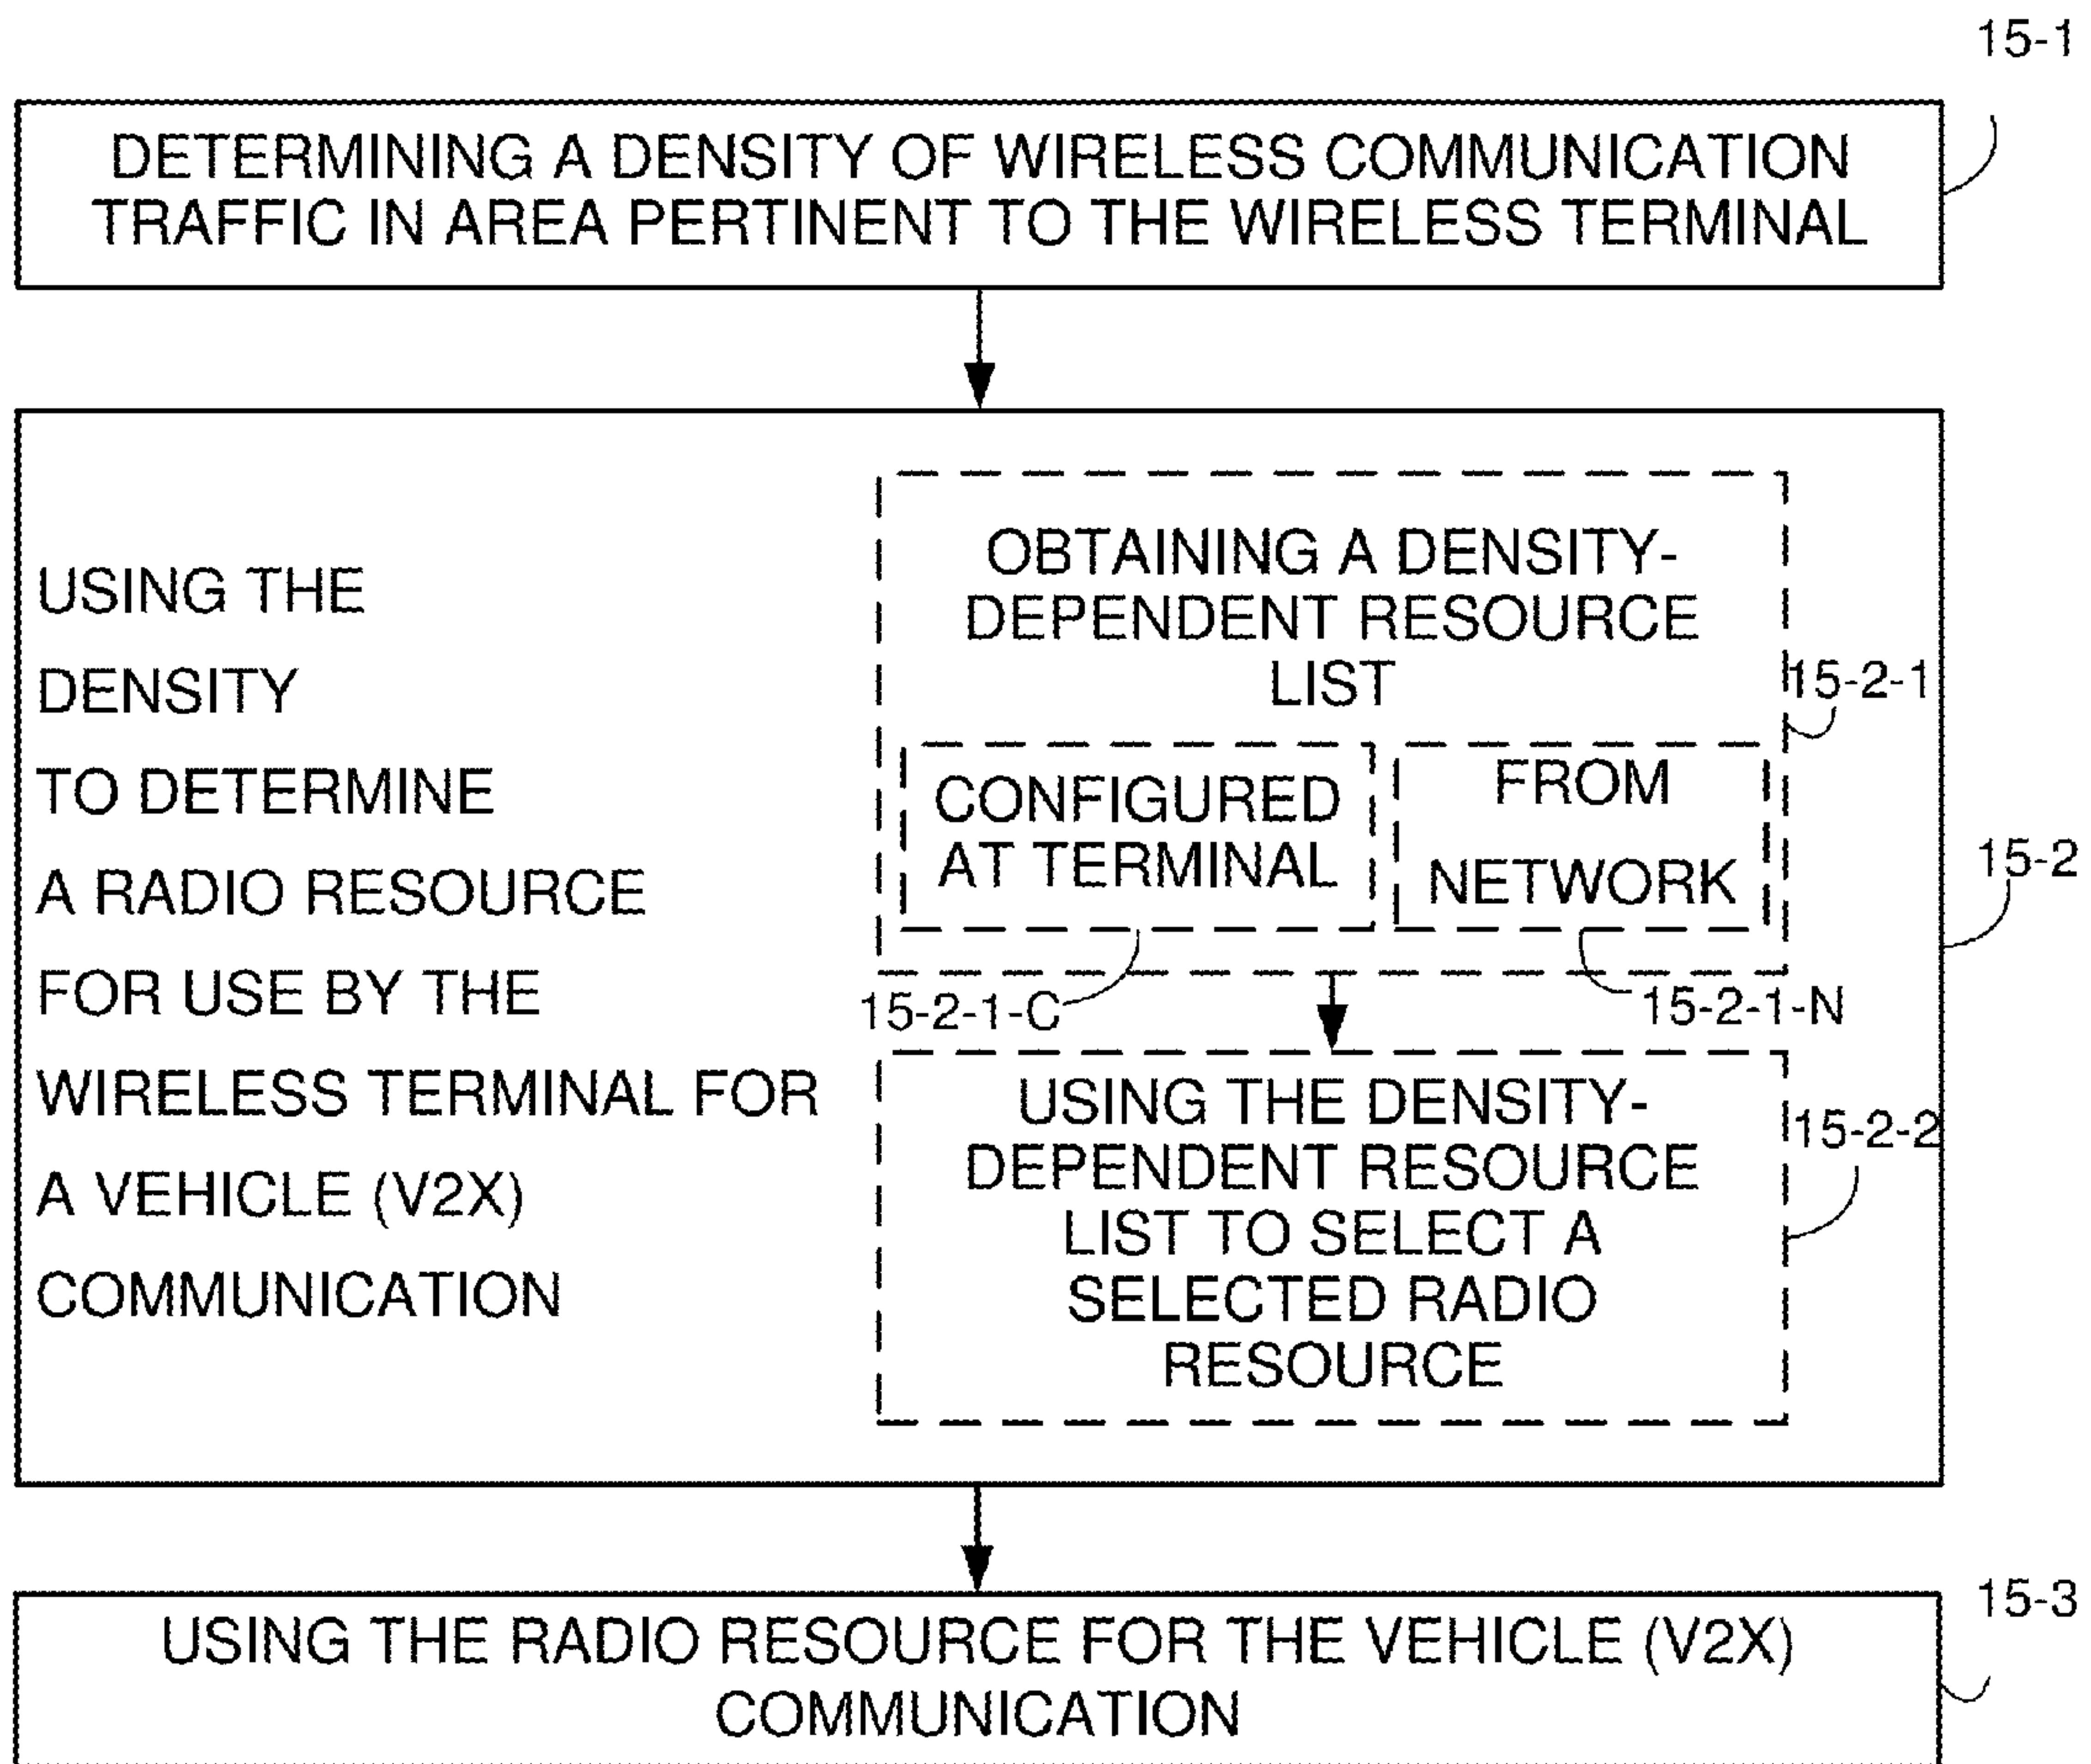 15-1
DETERMINING A DENSITY OF WIRELESS COMMUNICATION
TRAFFIC IN AREA PERTINENT TO THE WIRELESS TERMINAL
USING THE
DENSITY
TO DETERMINE
A RADIO RESOURCE
FOR USE BY THE
WIRELESS TERMINAL FOR
A VEHICLE (V2X)
COMMUNICATION
OBTAINING A DENSITY-
DEPENDENT RESOURCE
LIST
15-2-1
CONFIGURED
AT TERMINAL
FROM
NETWORK
15-2
15-2-1-C
15-2-1-N
USING THE DENSITY-
DEPENDENT RESOURCE
LIST TO SELECT A
SELECTED RADIO
RESOURCE
15-2-2
15-3
USING THE RADIO RESOURCE FOR THE VEHICLE (V2X)
COMMUNICATION